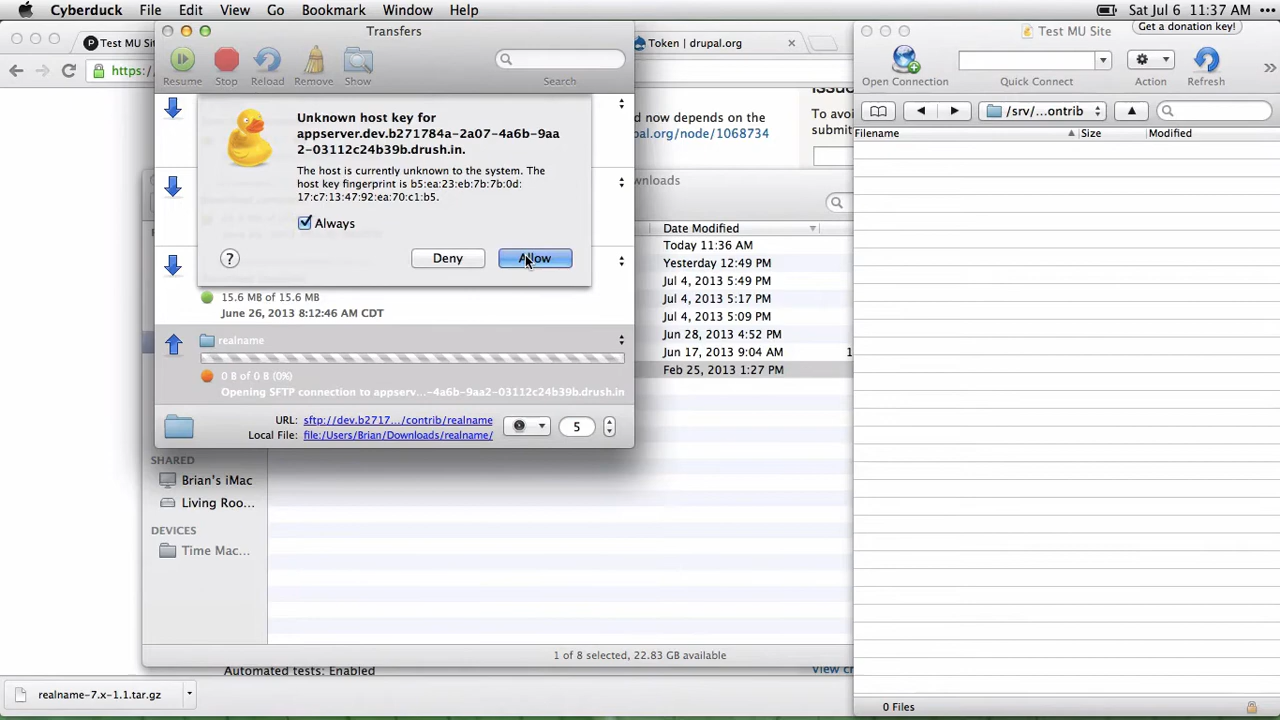 Cyberduck File Edit View Go Bookmark Window Help Sat Jul 6 11:37 AM
Transfers
Test MU Site
Get a donation key!
P Test MU Si
Token | drupal.org
https:/
Resume Stop Reload Remove Show Search
Open Connection Quick Connect Action Refresh
/srv/...ontrib
Filename Size Modified
Unknown host key for
appserver.dev.b271784a-2a07-4a6b-9aa
2-03112c24b39b.drush.in.
The host is currently unknown to the system. The
host key fingerprint is b5:ea:23:eb:7b:7b:0d:
17:c7:13:47:92:ea:70:c1:b5.
Always
? Deny Allow
now depends on the
pal.org/node/1068734
To avoi
submit
wnloads
Date Modified
Today 11:36 AM
Yesterday 12:49 PM
Jul 4, 2013 5:49 PM
Jul 4, 2013 5:17 PM
Jul 4, 2013 5:09 PM
Jun 28, 2013 4:52 PM
Jun 17, 2013 9:04 AM 1
Feb 25, 2013 1:27 PM
15.6 MB of 15.6 MB
June 26, 2013 8:12:46 AM CDT
realname
0 B of 0 B (0%)
Opening SFTP connection to appserv...-4a6b-9aa2-03112c24b39b.drush.in
URL: sftp://dev.b2717.../contrib/realname
Local File: file:/Users/Brian/Downloads/realname/
5
SHARED
Brian's iMac
Living Roo...
DEVICES
Time Mac...
1 of 8 selected, 22.83 GB available
Automated tests: Enabled
View c
realname-7.x-1.1.tar.gz
0 Files